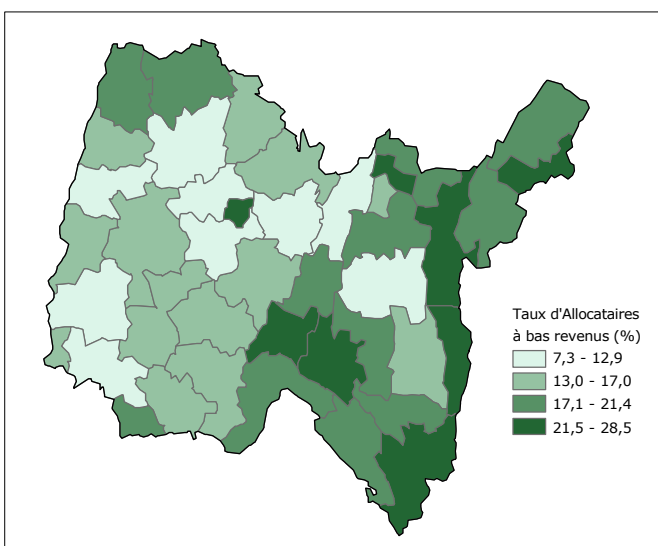 Taux d'Allocataires
à bas revenus (%)
7,3 - 12,9
13,0 - 17,0
17,1 - 21,4
21,5 - 28,5